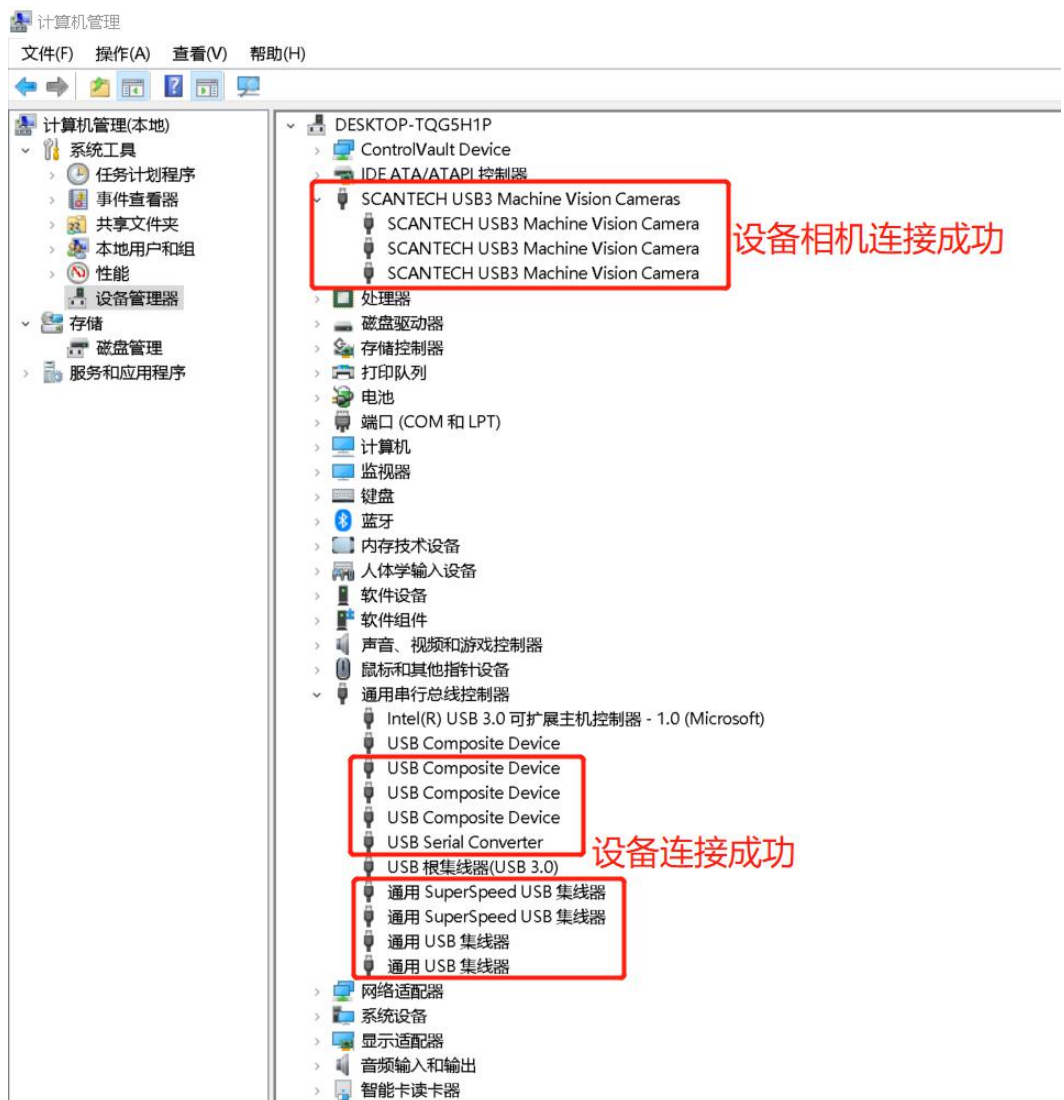 计算机管理
文件(F) 操作(A) 查看(V) 帮助(H)
计算机管理(本地)
系统工具
任务计划程序
事件查看器
共享文件夹
本地用户和组
性能
设备管理器
存储
磁盘管理
服务和应用程序
DESKTOP-TQG5H1P
ControlVault Device
IDE ATA/ATAPI 控制器
SCANTECH USB3 Machine Vision Cameras
SCANTECH USB3 Machine Vision Camera
SCANTECH USB3 Machine Vision Camera
SCANTECH USB3 Machine Vision Camera
设备相机连接成功
处理器
磁盘驱动器
存储控制器
打印队列
电池
端口 (COM 和 LPT)
计算机
监视器
键盘
蓝牙
内存技术设备
人体学输入设备
软件设备
软件组件
声音、视频和游戏控制器
鼠标和其他指针设备
通用串行总线控制器
Intel(R) USB 3.0 可扩展主机控制器 - 1.0 (Microsoft)
USB Composite Device
USB Composite Device
USB Composite Device
USB Composite Device
USB Serial Converter
设备连接成功
USB 根集线器(USB 3.0)
通用 SuperSpeed USB 集线器
通用 SuperSpeed USB 集线器
通用 USB 集线器
通用 USB 集线器
网络适配器
系统设备
显示适配器
音频输入和输出
智能卡读卡器